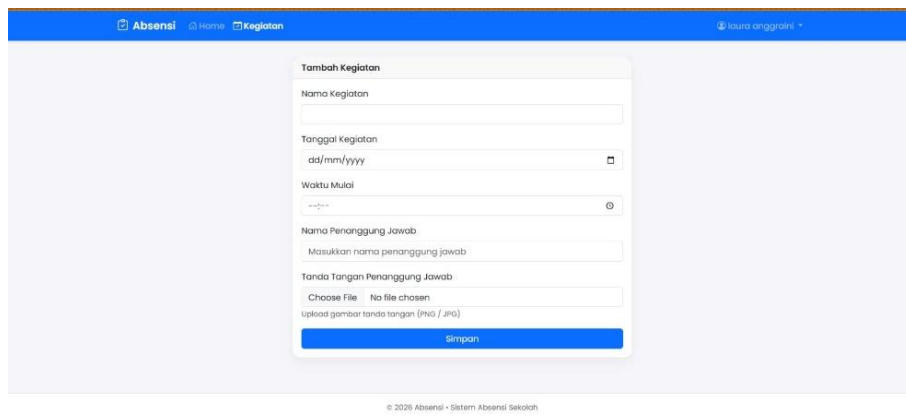 Absensi Home Kegiatan laura anggraini
Tambah Kegiatan
Nama Kegiatan
Tanggal Kegiatan
dd/mm/yyyy
Waktu Mulai
--:--
Nama Penanggung Jawab
Masukkan nama penanggung jawab
Tanda Tangan Penanggung Jawab
Choose File No file chosen
Upload gambar tanda tangan (PNG / JPG)
Simpan
© 2026 Absensi • Sistem Absensi Sekolah